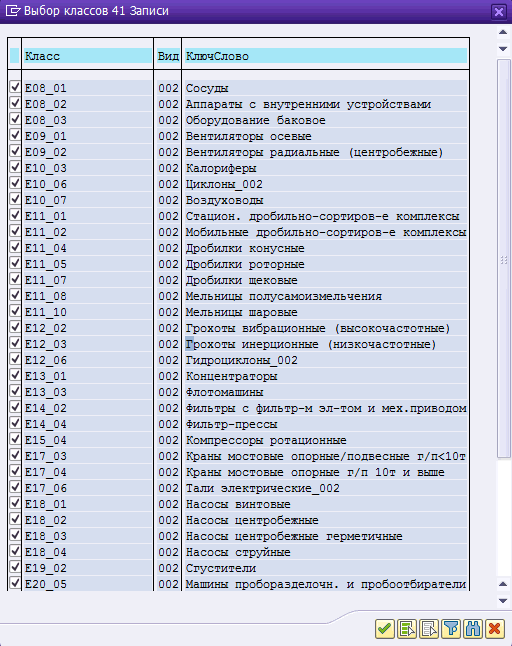 Выбор классов 41 Записи
Класс Вид КлючСлово
E08_01 002 Сосуды
E08_02 002 Аппараты с внутренними устройствами
E08_03 002 Оборудование баковое
E09_01 002 Вентиляторы осевые
E09_02 002 Вентиляторы радиальные (центробежные)
E10_03 002 Калориферы
E10_06 002 Циклоны_002
E10_07 002 Воздуховоды
E11_01 002 Стацион. дробильно-сортиров-е комплексы
E11_02 002 Мобильные дробильно-сортиров-е комплексы
E11_04 002 Дробилки конусные
E11_05 002 Дробилки роторные
E11_07 002 Дробилки щековые
E11_08 002 Мельницы полусамоизмельчения
E11_10 002 Мельницы шаровые
E12_02 002 Грохоты вибрационные (высокочастотные)
E12_03 002 Грохоты инерционные (низкочастотные)
E12_06 002 Гидроциклоны_002
E13_01 002 Концентраторы
E13_03 002 Флотомашины
E14_02 002 Фильтры с фильтр-м эл-том и мех.приводом
E14_04 002 Фильтр-прессы
E15_04 002 Компрессоры ротационные
E17_03 002 Краны мостовые опорные/подвесные г/п<10т
E17_04 002 Краны мостовые опорные г/п 10т и выше
E17_06 002 Тали электрические_002
E18_01 002 Насосы винтовые
E18_02 002 Насосы центробежные
E18_03 002 Насосы центробежные герметичные
E18_04 002 Насосы струйные
E19_02 002 Сгустители
E20_05 002 Машины проборазделочн. и пробоотбиратели